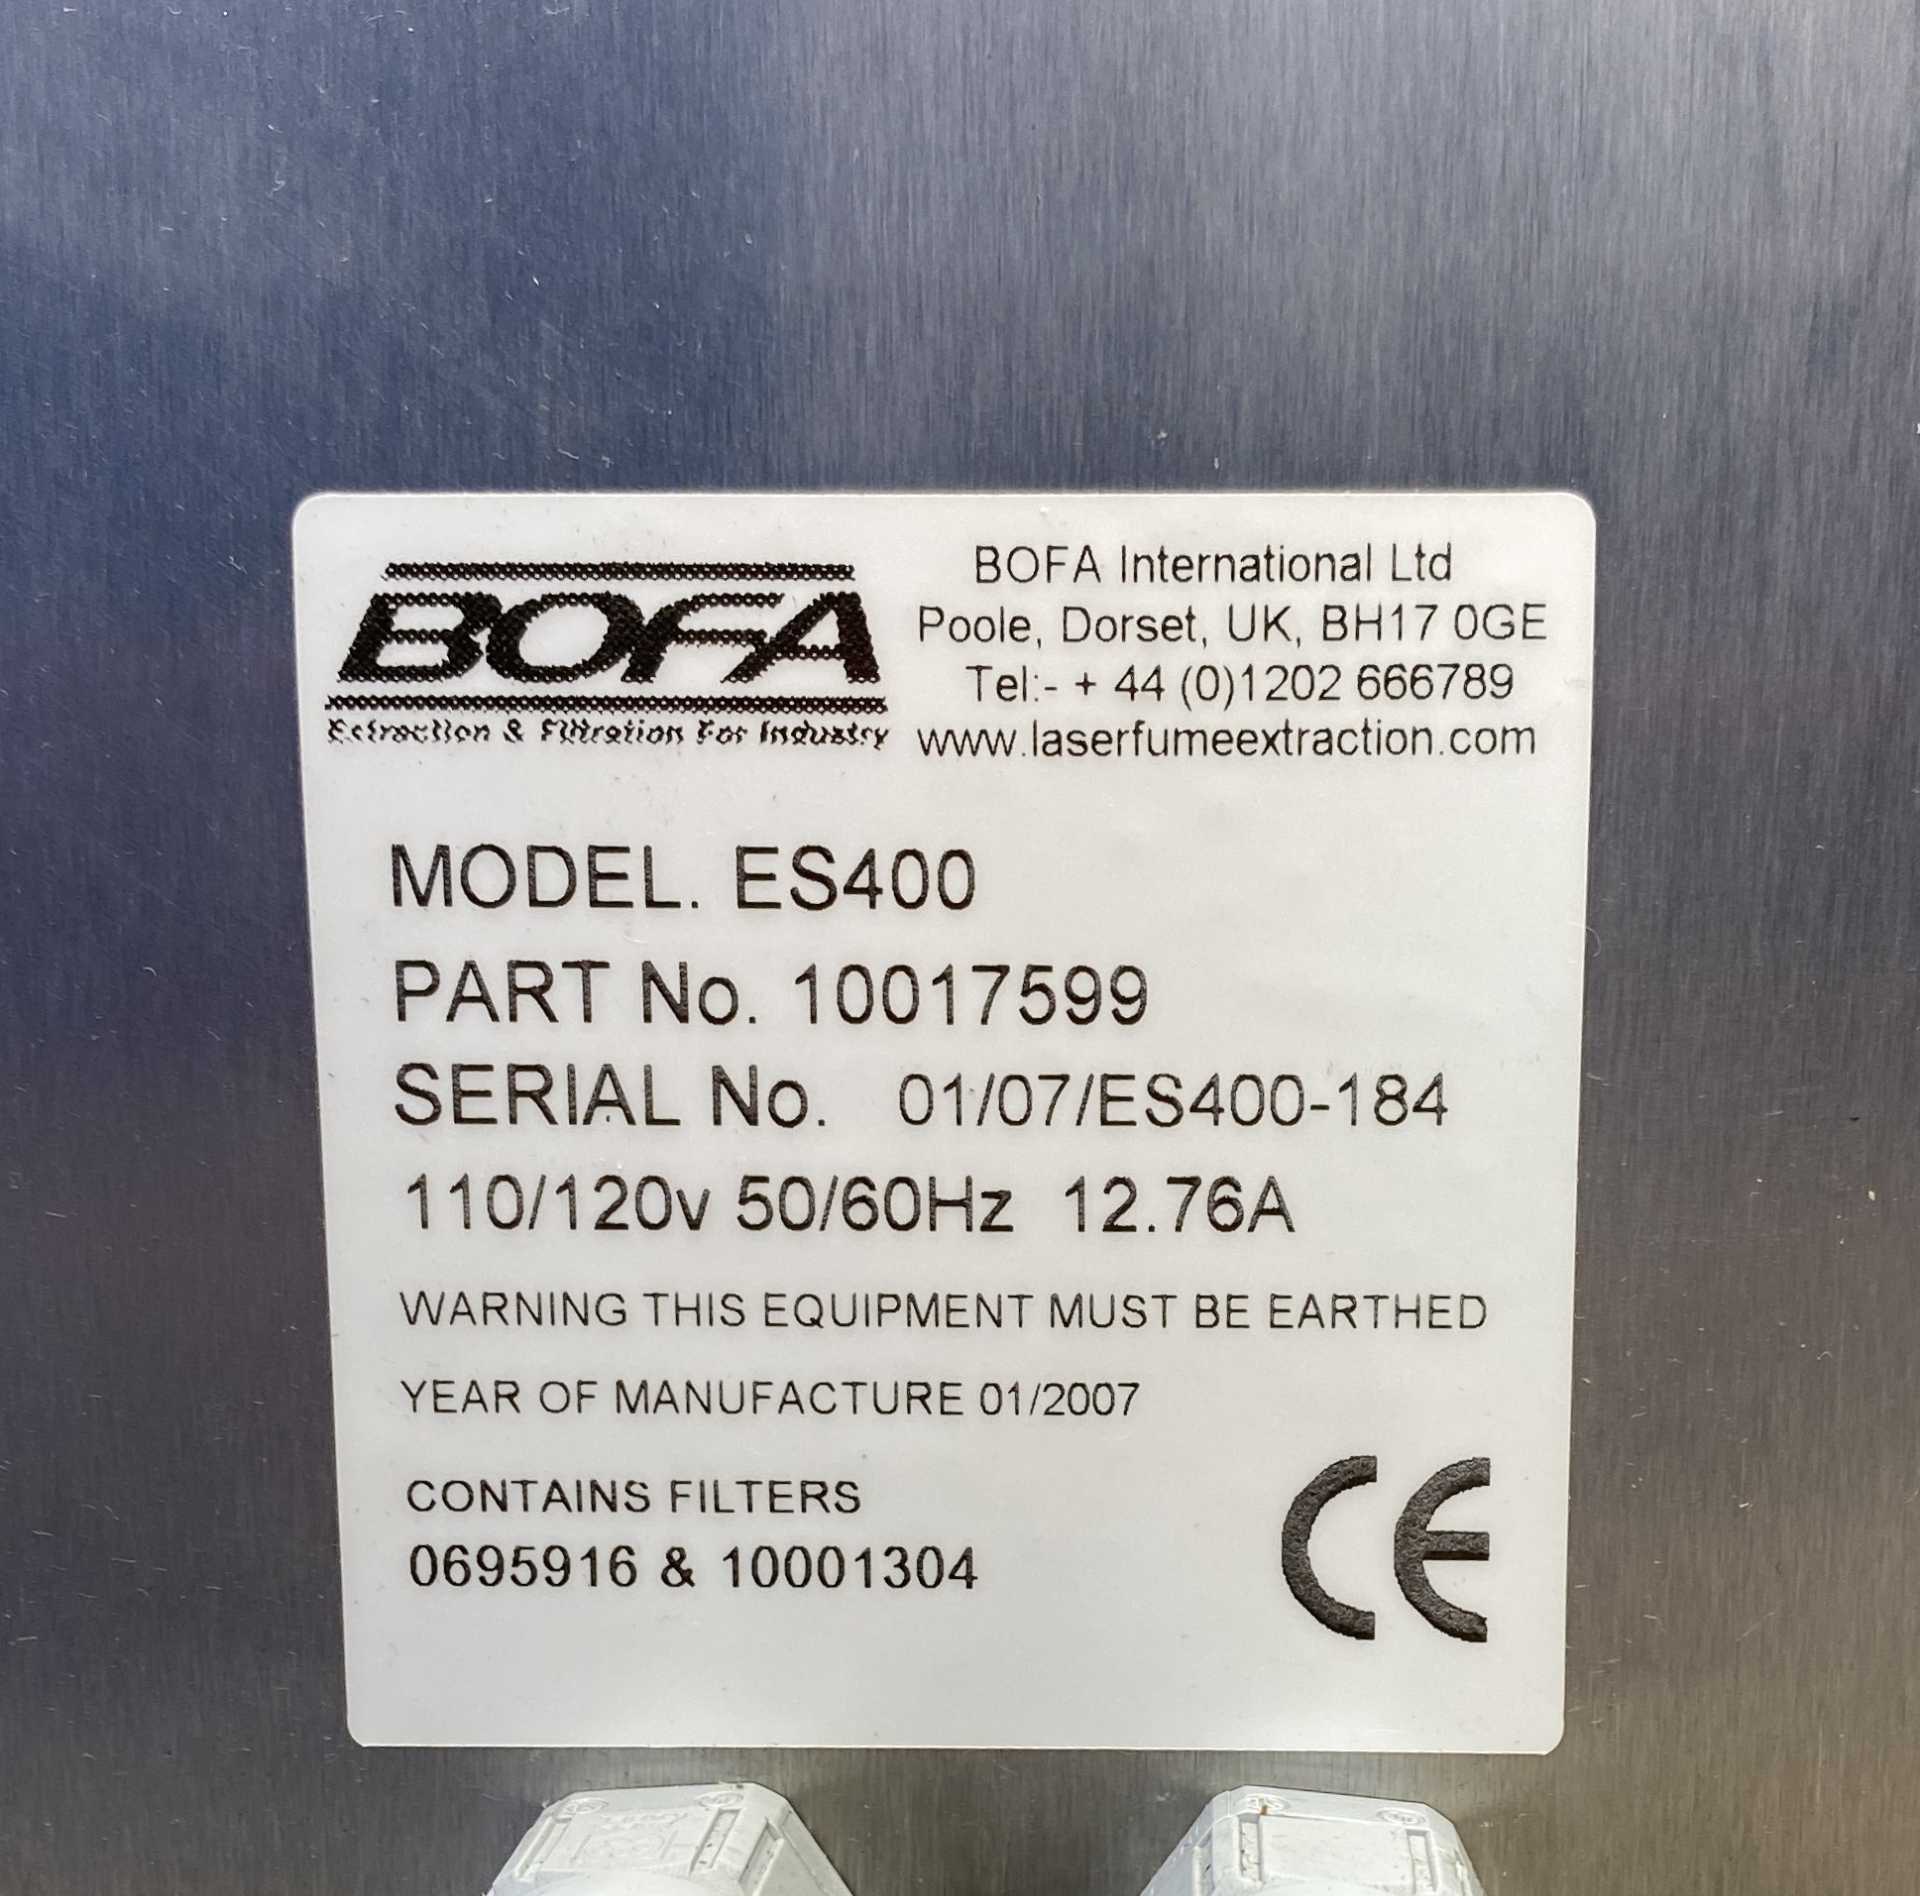 BOFA
Extraction & Filtration For Industry
BOFA International Ltd
Poole, Dorset, UK, BH17 0GE
Tel:- + 44 (0)1202 666789
www.laserfumeextraction.com
MODEL. ES400
PART No. 10017599
SERIAL No. 01/07/ES400-184
110/120v 50/60Hz 12.76A
WARNING THIS EQUIPMENT MUST BE EARTHED
YEAR OF MANUFACTURE 01/2007
CONTAINS FILTERS
0695916 & 10001304
CE